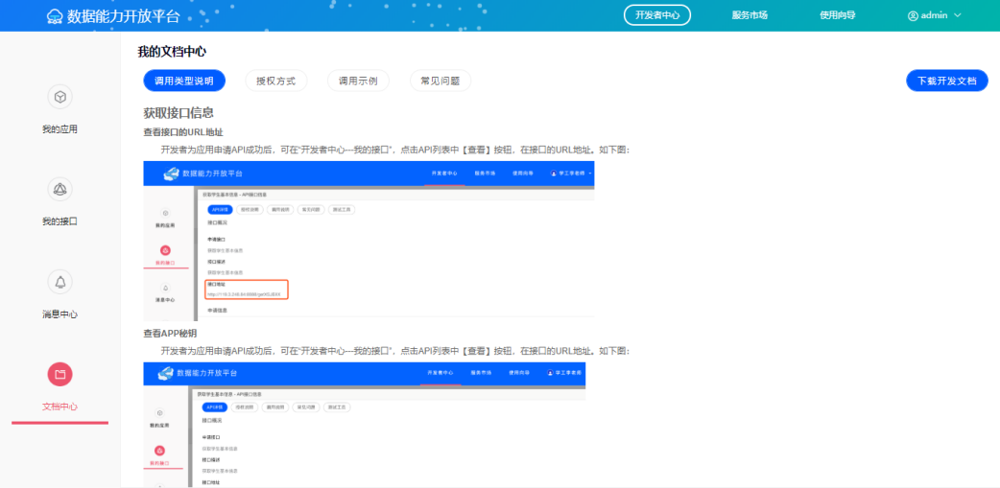 数据能力开放平台
开发者中心
服务市场
使用向导
admin
我的应用
我的接口
消息中心
文档中心
我的文档中心
调用类型说明
授权方式
调用示例
常见问题
下载开发文档
获取接口信息
查看接口的URL地址
开发者为应用申请API成功后，可在“开发者中心---我的接口”，点击API列表中【查看】按钮，在接口的URL地址。如下图：
数据能力开放平台
开发者中心
服务市场
使用向导
学工李老师
获取学生基本信息 - API接口信息
API详情
授权说明
常见问题
测试工具
接口概况
我的应用
申请接口
获取学生基本信息
接口描述
获取学生基本信息
我的接口
接口地址
消息中心
申请信息
查看APP秘钥
开发者为应用申请API成功后，可在“开发者中心---我的接口”，点击API列表中【查看】按钮，在接口的URL地址。如下图：
数据能力开放平台
开发者中心
服务市场
使用向导
学工李老师
获取学生基本信息 - API接口信息
API详情
常见问题
测试工具
接口概况
我的应用
申请接口
获取学生基本信息
接口描述
获取学生基本信息
我的接口
接口地址